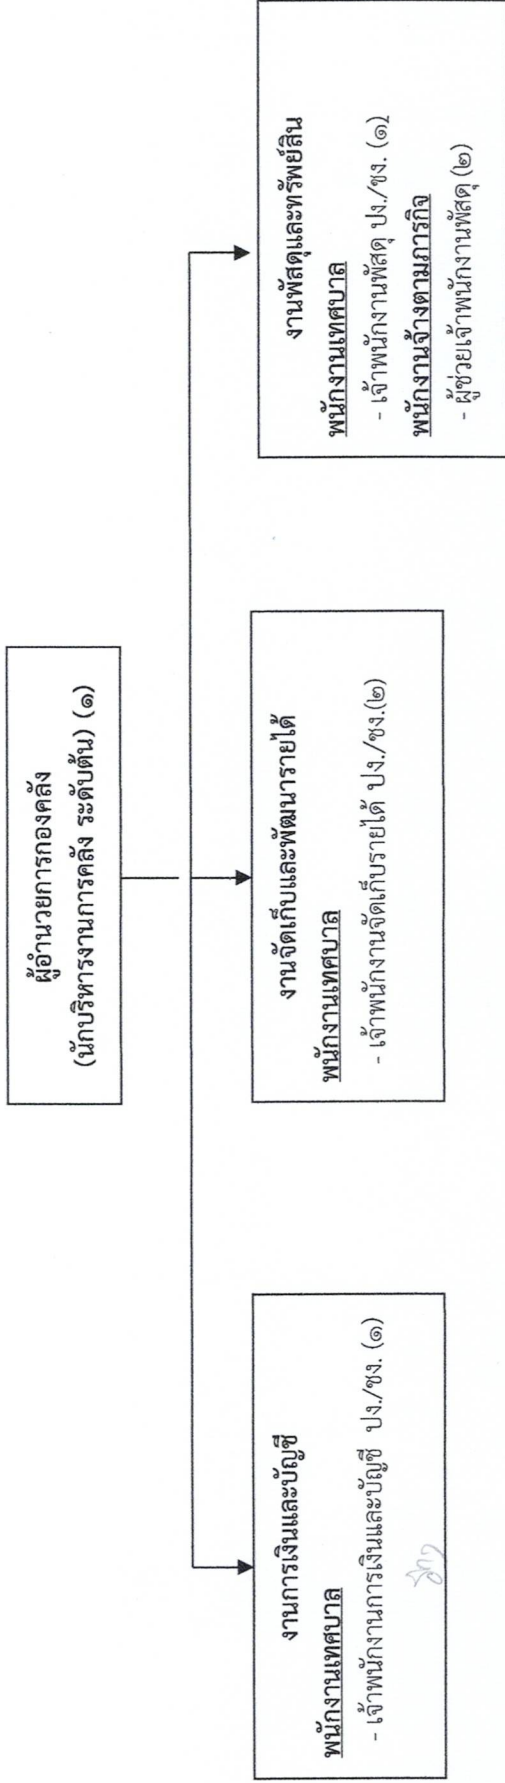 ผู้อำนวยการกองคลัง
(นักบริหารงานการคลัง ระดับต้น) (๑)
งานการเงินและบัญชี
พนักงานเทศบาล
- เจ้าพนักงานการเงินและบัญชี ปง./ชง. (๑)
งานจัดเก็บและพัฒนารายได้
พนักงานเทศบาล
- เจ้าพนักงานจัดเก็บรายได้ ปง./ชง.(๒)
งานพัสดุและทรัพย์สิน
พนักงานเทศบาล
- เจ้าพนักงานพัสดุ ปง./ชง. (๑)
พนักงานจ้างตามภารกิจ
- ผู้ช่วยเจ้าพนักงานพัสดุ (๒)